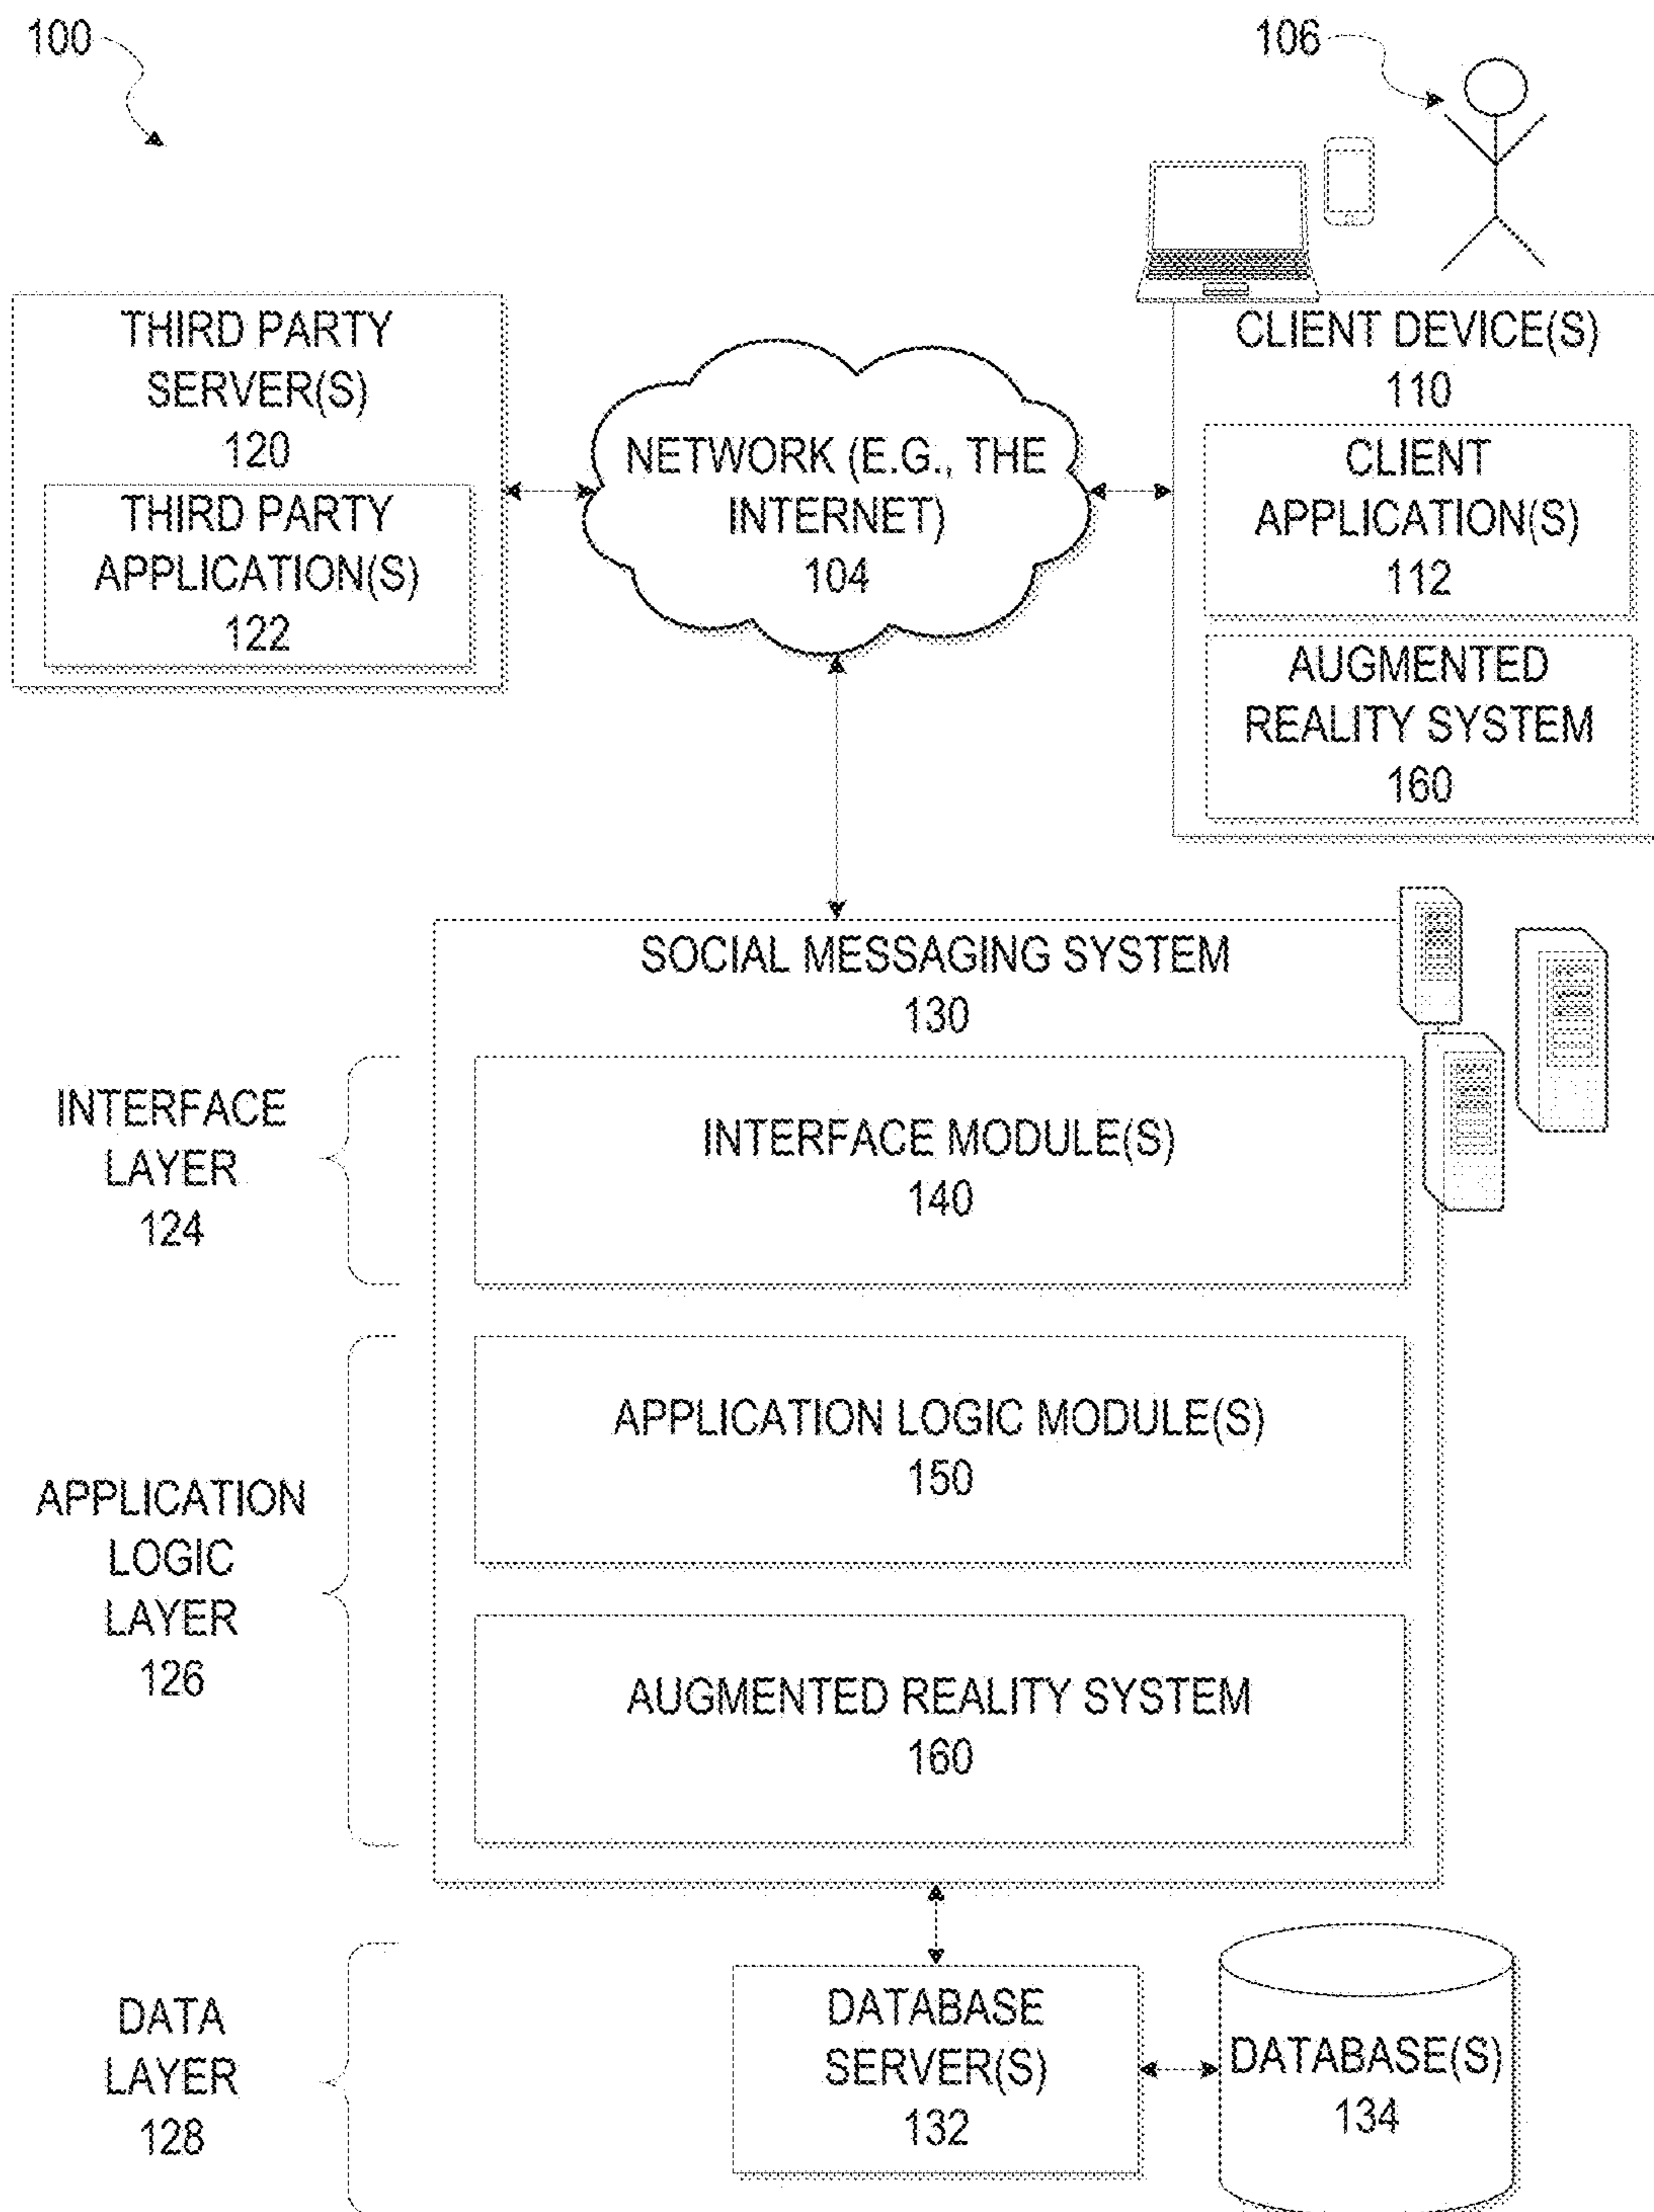 100
106
THIRD PARTY
SERVER(S)
120
THIRD PARTY
APPLICATION(S)
122
NETWORK (E.G., THE
INTERNET)
104
CLIENT DEVICE(S)
110
CLIENT
APPLICATION(S)
112
AUGMENTED
REALITY SYSTEM
160
SOCIAL MESSAGING SYSTEM
130
INTERFACE
LAYER
124
INTERFACE MODULE(S)
140
APPLICATION
LOGIC
LAYER
126
APPLICATION LOGIC MODULE(S)
150
AUGMENTED REALITY SYSTEM
160
DATA
LAYER
128
DATABASE
SERVER(S)
132
DATABASE(S)
134